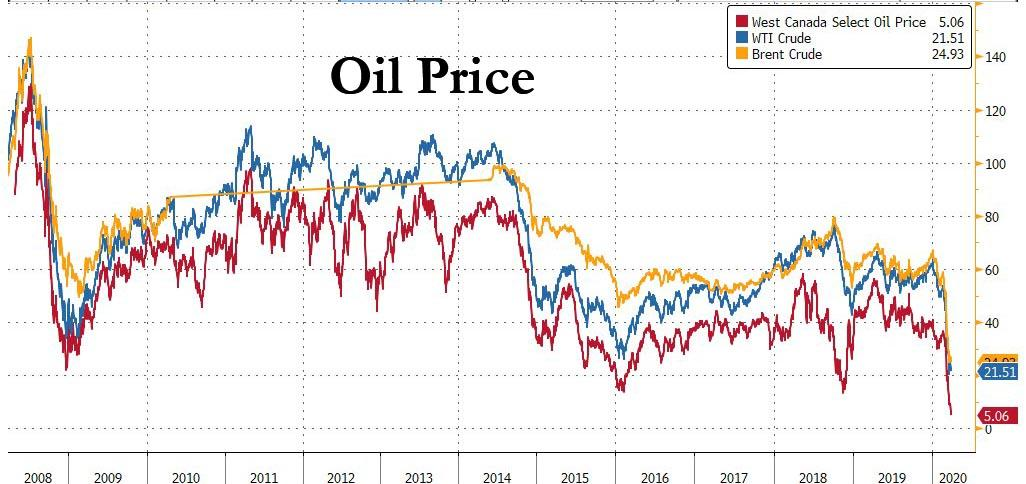 West Canada Select Oil Price 5.06
WTI Crude 21.51
Brent Crude 24.93
Oil Price
140
120
100
80
60
40
24.93
21.51
5.06
0
2008 2009 2010 2011 2012 2013 2014 2015 2016 2017 2018 2019 2020